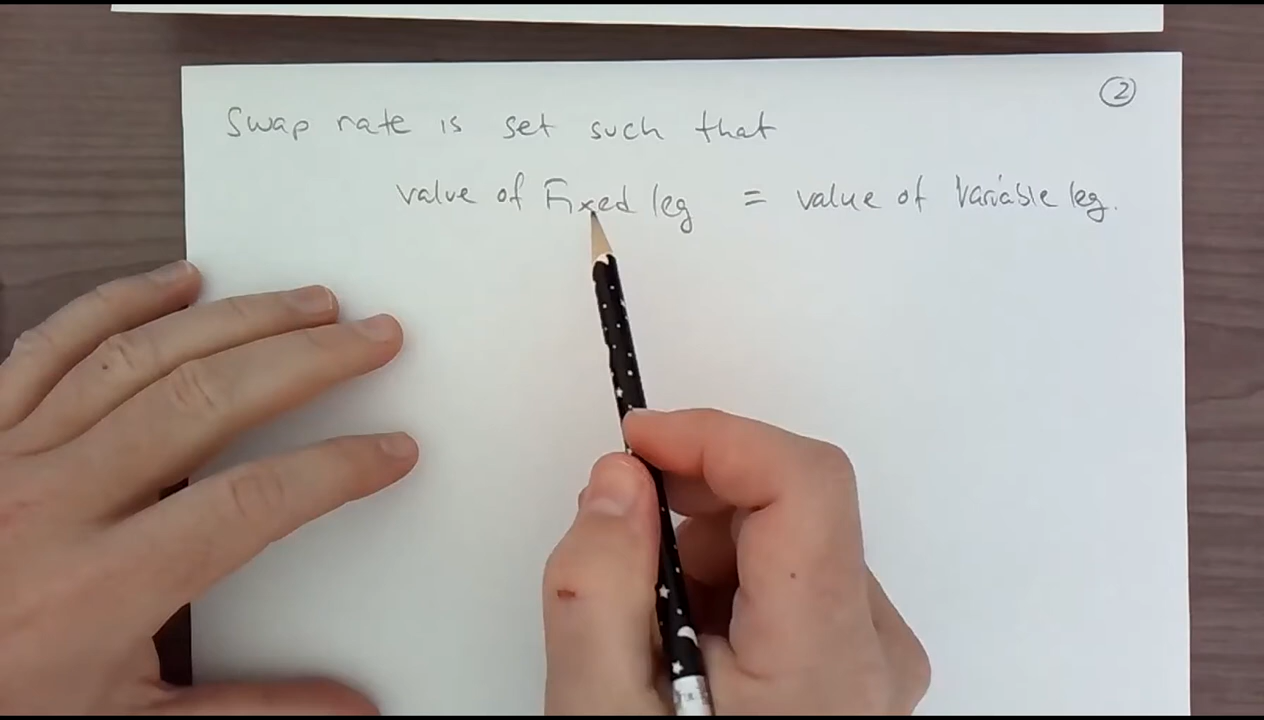 ②
Swap rate is set such that
value of Fixed leg = value of Variable leg.